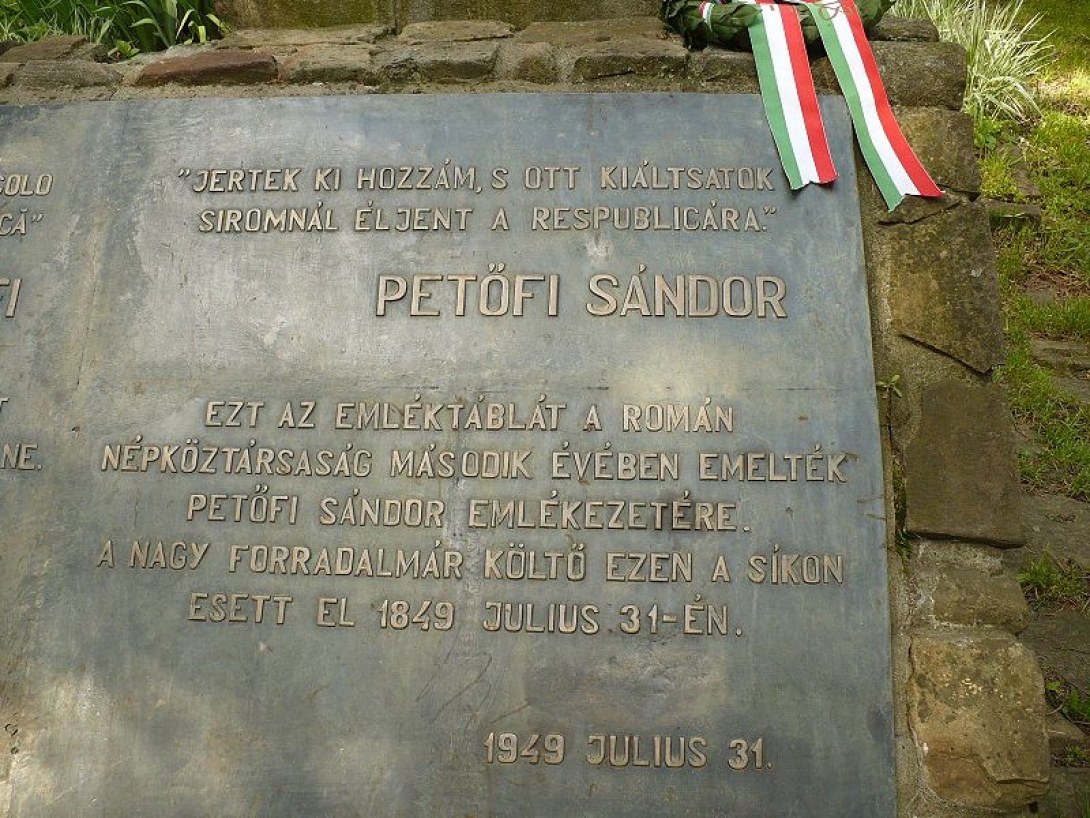 "JERTEK KI HOZZÁM, S OTT KIÁLTSATOK
SIROMNÁL ÉLJENT A RESPUBLICÁRA."
PETŐFI SÁNDOR
EZT AZ EMLÉKTÁBLÁT A ROMÁN
NÉPKÖZTÁRSASÁG MÁSODIK ÉVÉBEN EMELTÉK
PETŐFI SÁNDOR EMLÉKEZETÉRE.
A NAGY FORRADALMÁR KÖLTŐ EZEN A SÍKON
ESETT EL 1849 JULIUS 31-ÉN.
1949 JULIUS 31.